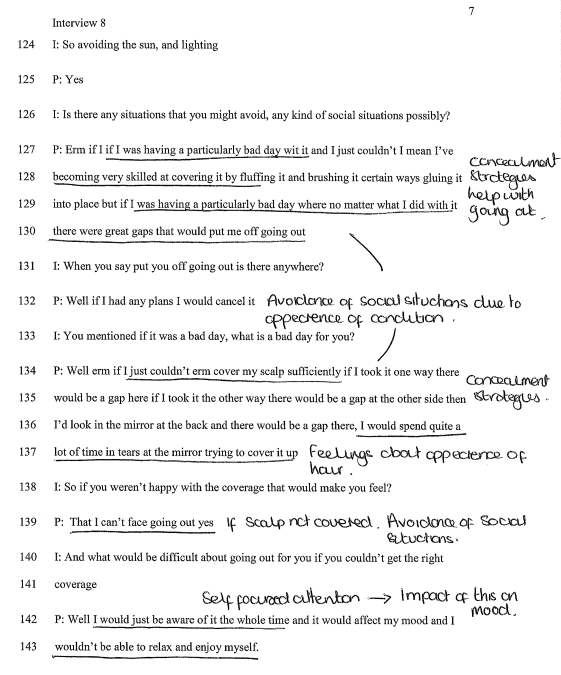 7
Interview 8
124 I: So avoiding the sun, and lighting
125 P: Yes
126 I: Is there any situations that you might avoid, any kind of social situations possibly?
127 P: Erm if I if I was having a particularly bad day wit it and I just couldn't I mean I've
concealment
128 becoming very skilled at covering it by fluffing it and brushing it certain ways gluing it
strategies
help with
129 into place but if I was having a particularly bad day where no matter what I did with it
going out.
130 there were great gaps that would put me off going out
131 I: When you say put you off going out is there anywhere?
132 P: Well if I had any plans I would cancel it Avoidance of social situations due to
appearance of condition.
133 I: You mentioned if it was a bad day, what is a bad day for you?
134 P: Well erm if I just couldn't erm cover my scalp sufficiently if I took it one way there
Concealment
135 would be a gap here if I took it the other way there would be a gap at the other side then
strategies.
136 I'd look in the mirror at the back and there would be a gap there, I would spend quite a
137 lot of time in tears at the mirror trying to cover it up Feelings about appearance of
hair.
138 I: So if you weren't happy with the coverage that would make you feel?
139 P: That I can't face going out yes If scalp not covered. Avoidance of Social
situations.
140 I: And what would be difficult about going out for you if you couldn't get the right
141 coverage
Self focused attention → Impact of this on
mood.
142 P: Well I would just be aware of it the whole time and it would affect my mood and I
143 wouldn't be able to relax and enjoy myself.